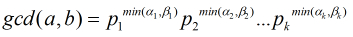 gcd(a,b) = p₁^min(α₁,β₁) p₂^min(α₂,β₂) ... pₖ^min(αₖ,βₖ)